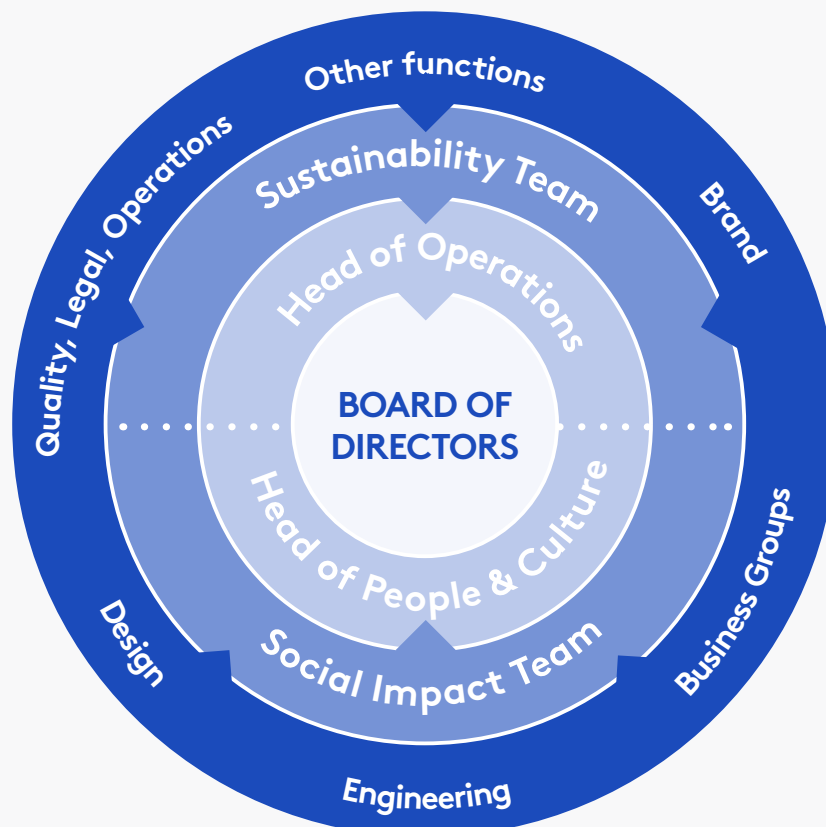 Other functions
Quality, Legal, Operations
Brand
Sustainability Team
Head of Operations
BOARD OF
DIRECTORS
Head of People & Culture
Social Impact Team
Design
Business Groups
Engineering